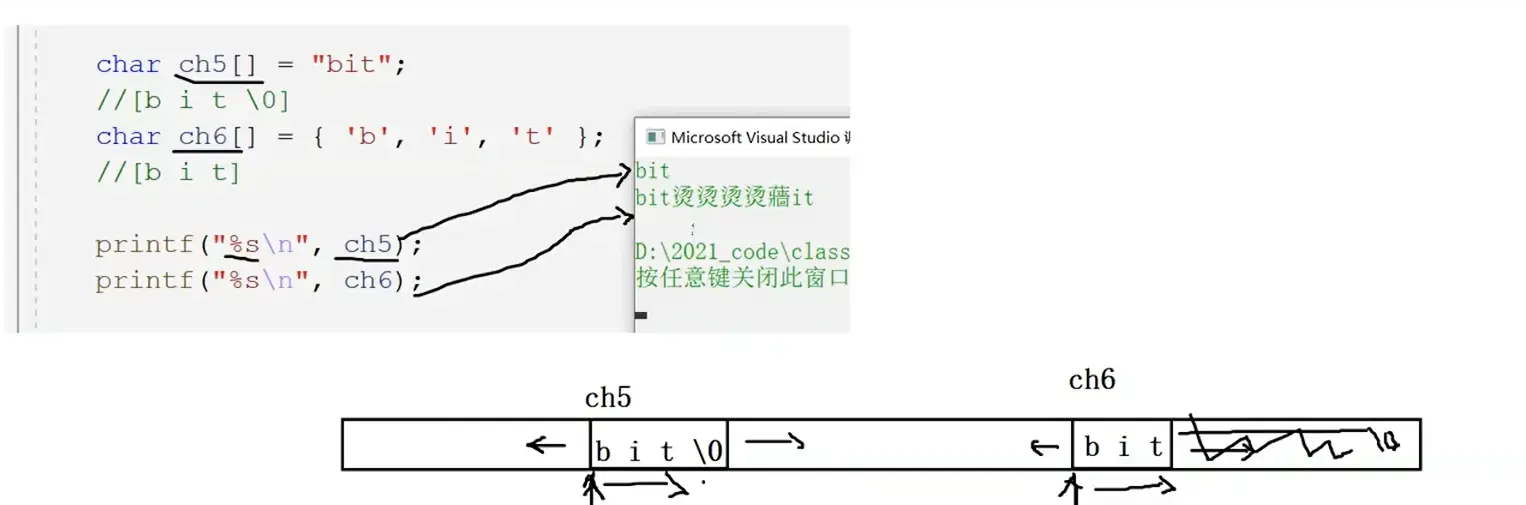 char ch5[] = "bit";
//[b i t \0]
char ch6[] = { 'b', 'i', 't' };
//[b i t]
printf("%s\n", ch5);
printf("%s\n", ch6);
Microsoft Visual Studio
bit
bit烫烫烫烫蘠it
D:\2021_code\class
按任意键关闭此窗口
ch5
ch6
b i t \0
b i t
\0